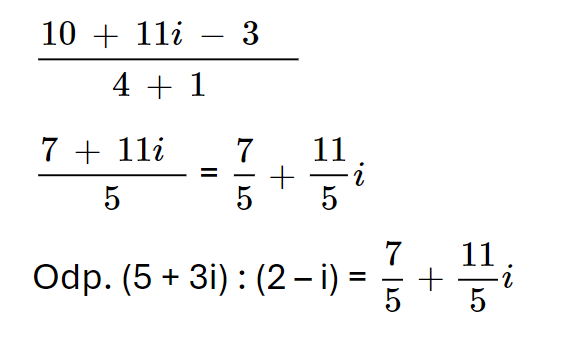 10 + 11i − 3
4 + 1
7 + 11i / 5 = 7/5 + 11/5 i
Odp. (5 + 3i) : (2 – i) = 7/5 + 11/5 i